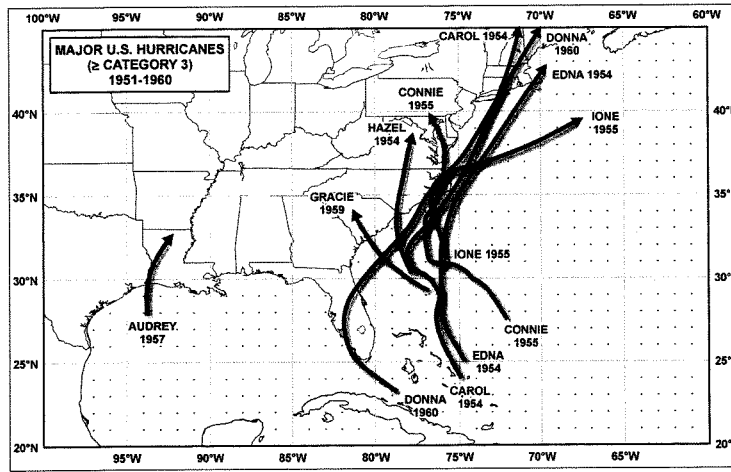 100°W 95°W 90°W 85°W 80°W 75°W 70°W 65°W 60°W
MAJOR U.S. HURRICANES
(≥ CATEGORY 3)
1951-1960
CAROL 1954
DONNA
1960
EDNA 1954
CONNIE
1955
IONE
1955
HAZEL
1954
GRACIE
1959
IONE 1955
AUDREY
1957
CONNIE
1955
EDNA
1954
CAROL
1954
DONNA
1960
40°N
35°N
30°N
25°N
20°N
40°N
35°N
30°N
25°N
20°N
95°W 90°W 85°W 80°W 75°W 70°W 65°W